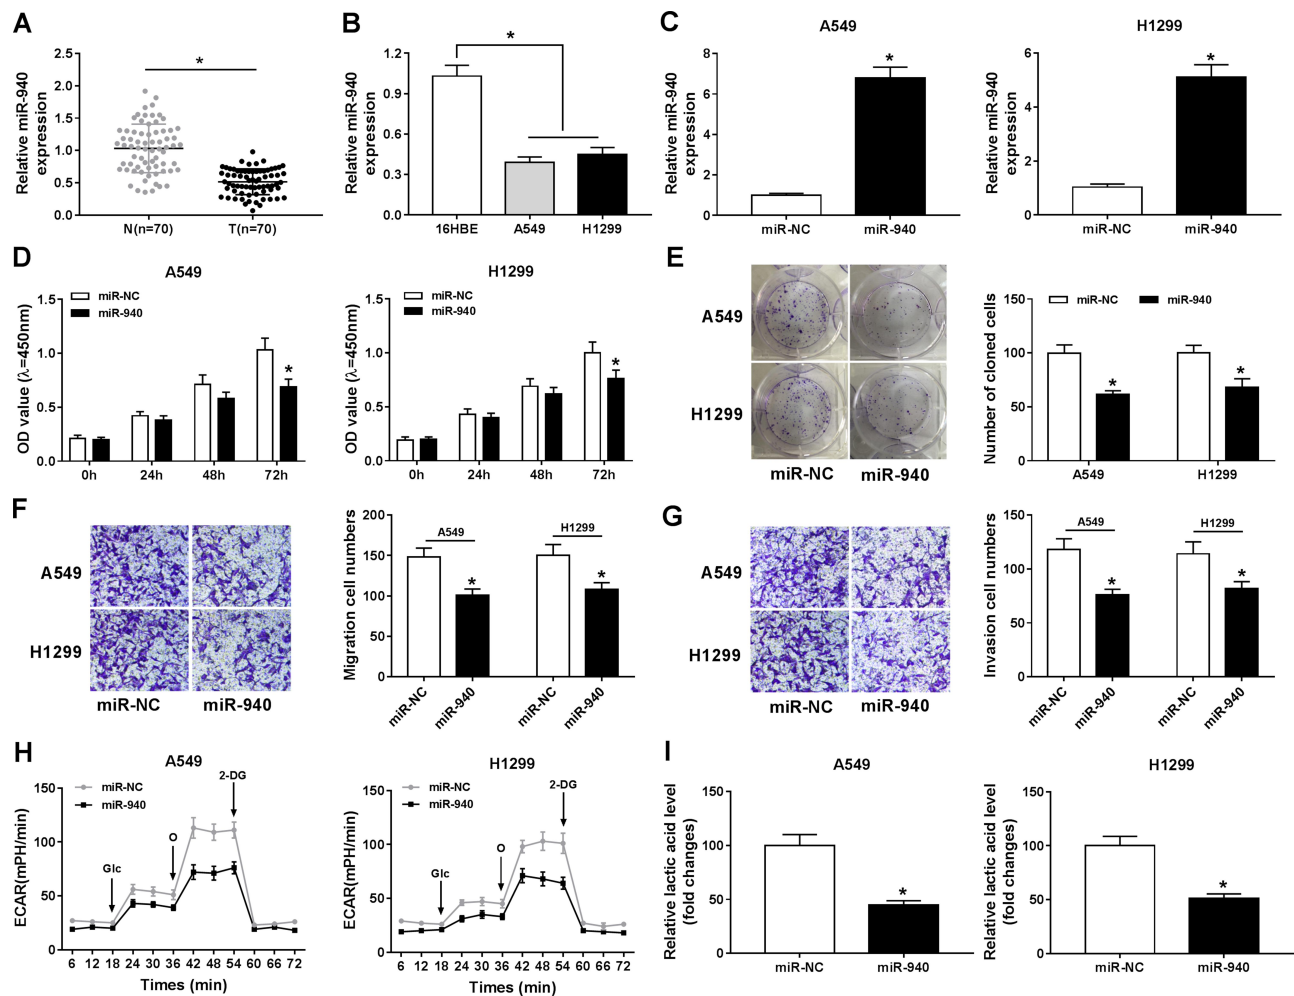 A
Relative miR-940
expression
2.5
2.0
1.5
1.0
0.5
0.0
*
N(n=70)
T(n=70)
B
Relative miR-940
expression
1.2
0.9
0.6
0.3
0.0
*
16HBE
A549
H1299
C
A549
Relative miR-940
expression
8
6
4
2
0
*
miR-NC
miR-940
H1299
Relative miR-940
expression
6
4
2
0
*
miR-NC
miR-940
D
A549
OD value (λ=450nm)
1.5
1.0
0.5
0.0
miR-NC
miR-940
*
0h
24h
48h
72h
H1299
OD value (λ=450nm)
1.5
1.0
0.5
0.0
miR-NC
miR-940
*
0h
24h
48h
72h
E
A549
H1299
miR-NC
miR-940
Number of cloned cells
150
100
50
0
miR-NC
miR-940
*
*
A549
H1299
F
A549
H1299
miR-NC
miR-940
Migration cell numbers
200
150
100
50
0
A549
H1299
*
*
miR-NC
miR-940
miR-NC
miR-940
G
A549
H1299
miR-NC
miR-940
Invasion cell numbers
150
100
50
0
A549
H1299
*
*
miR-NC
miR-940
miR-NC
miR-940
H
A549
ECAR(mPH/min)
150
100
50
0
miR-NC
miR-940
Glc
O
2-DG
6 12 18 24 30 36 42 48 54 60 66 72
Times (min)
H1299
ECAR(mPH/min)
150
100
50
0
miR-NC
miR-940
Glc
O
2-DG
6 12 18 24 30 36 42 48 54 60 66 72
Times (min)
I
A549
Relative lactic acid level
(fold changes)
150
100
50
0
*
miR-NC
miR-940
H1299
Relative lactic acid level
(fold changes)
150
100
50
0
*
miR-NC
miR-940